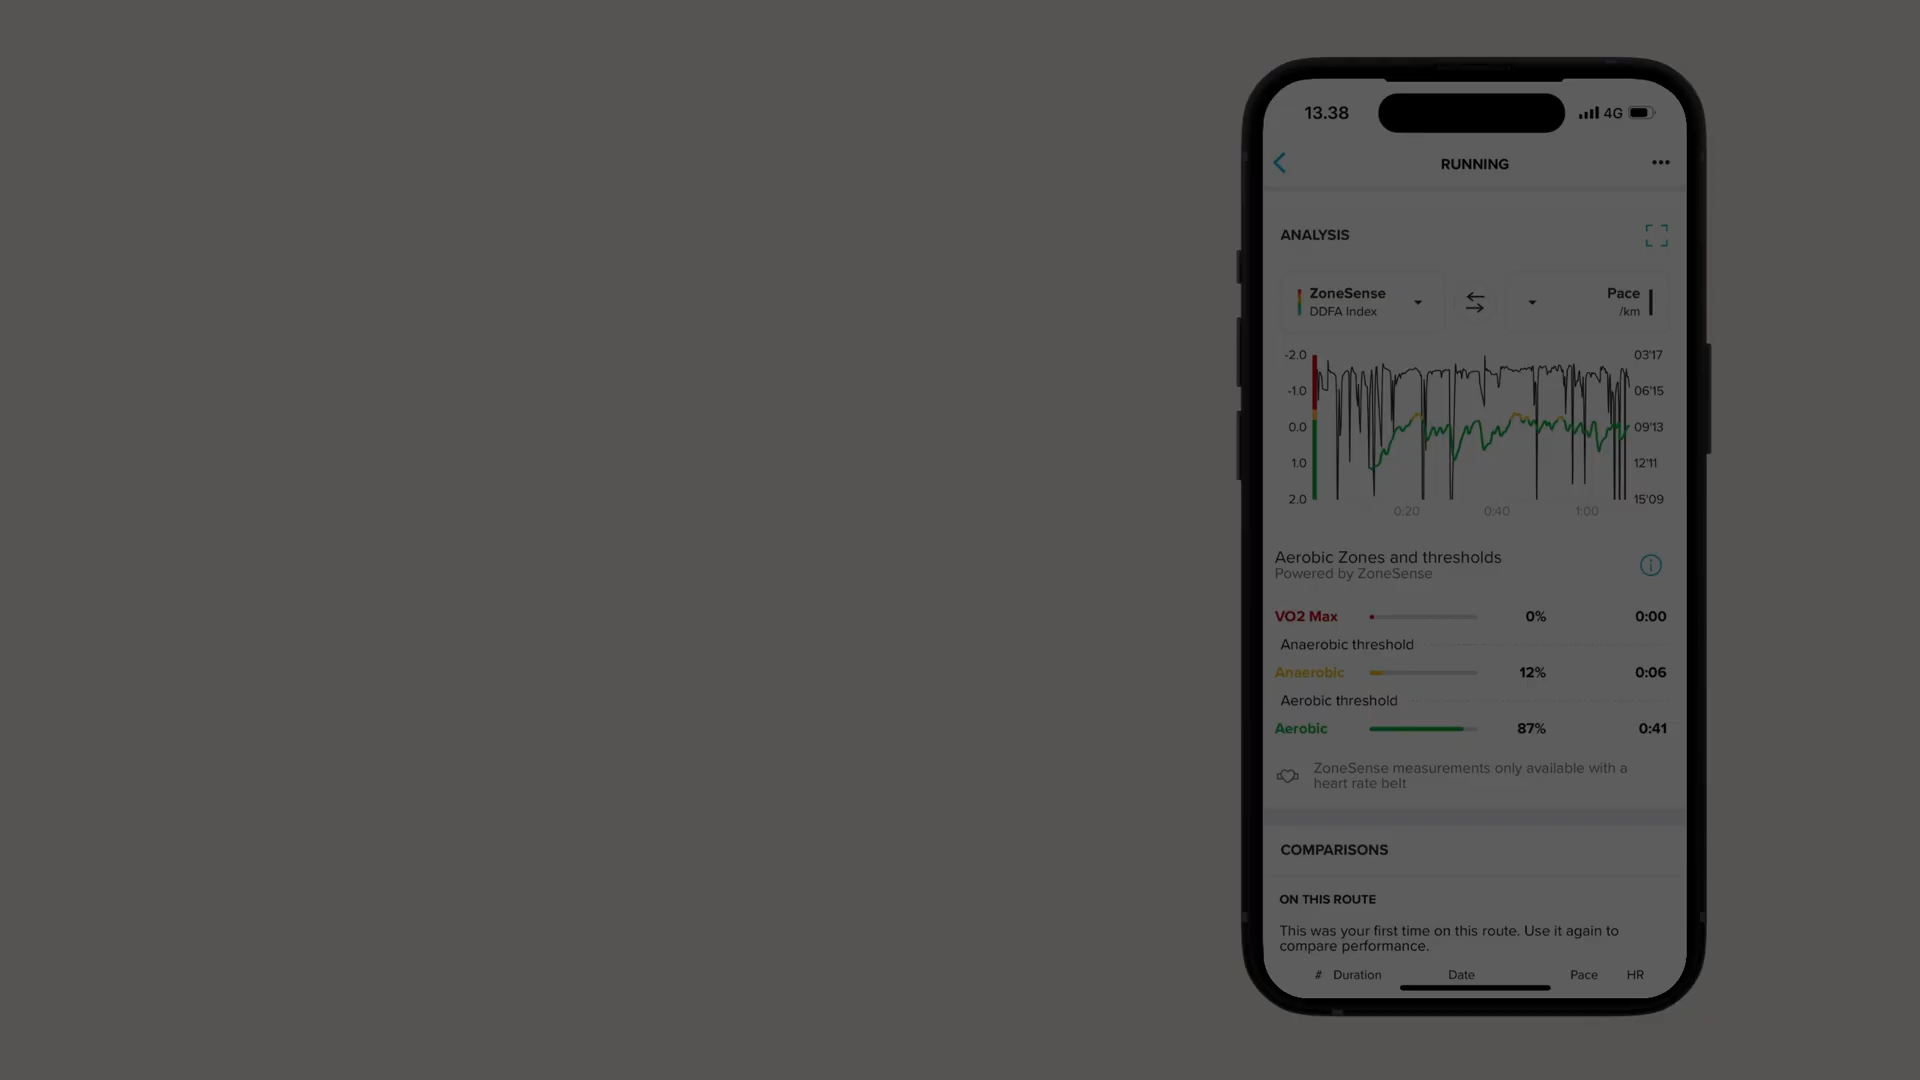 13.38
4G
RUNNING
ANALYSIS
ZoneSense
DDFA Index
Pace
/km
-2.0
03'17
-1.0
06'15
0.0
09'13
1.0
12'11
2.0
15'09
0:20 0:40 1:00
Aerobic Zones and thresholds
Powered by ZoneSense
VO2 Max 0% 0:00
Anaerobic threshold
Anaerobic 12% 0:06
Aerobic threshold
Aerobic 87% 0:41
ZoneSense measurements only available with a
heart rate belt
COMPARISONS
ON THIS ROUTE
This was your first time on this route. Use it again to
compare performance.
# Duration Date Pace HR